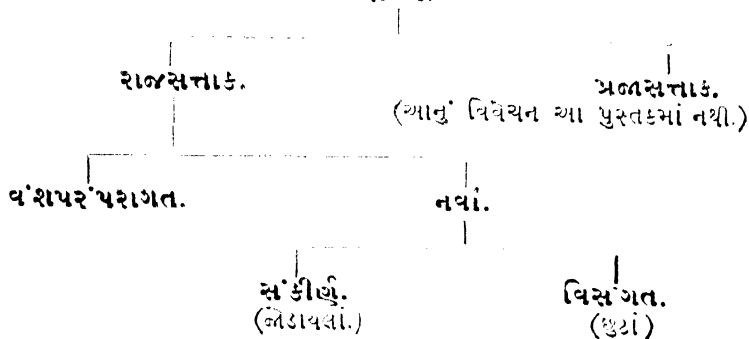 રાજસત્તાક.
પ્રજાસત્તાક.
(આનું વિવેચન આ પુસ્તકમાં નથી.)
વંશપરંપરાગત.
નવાં.
સંકીર્ણ.
વિસંગત.
(જોડાયલાં.)
(છુટાં)